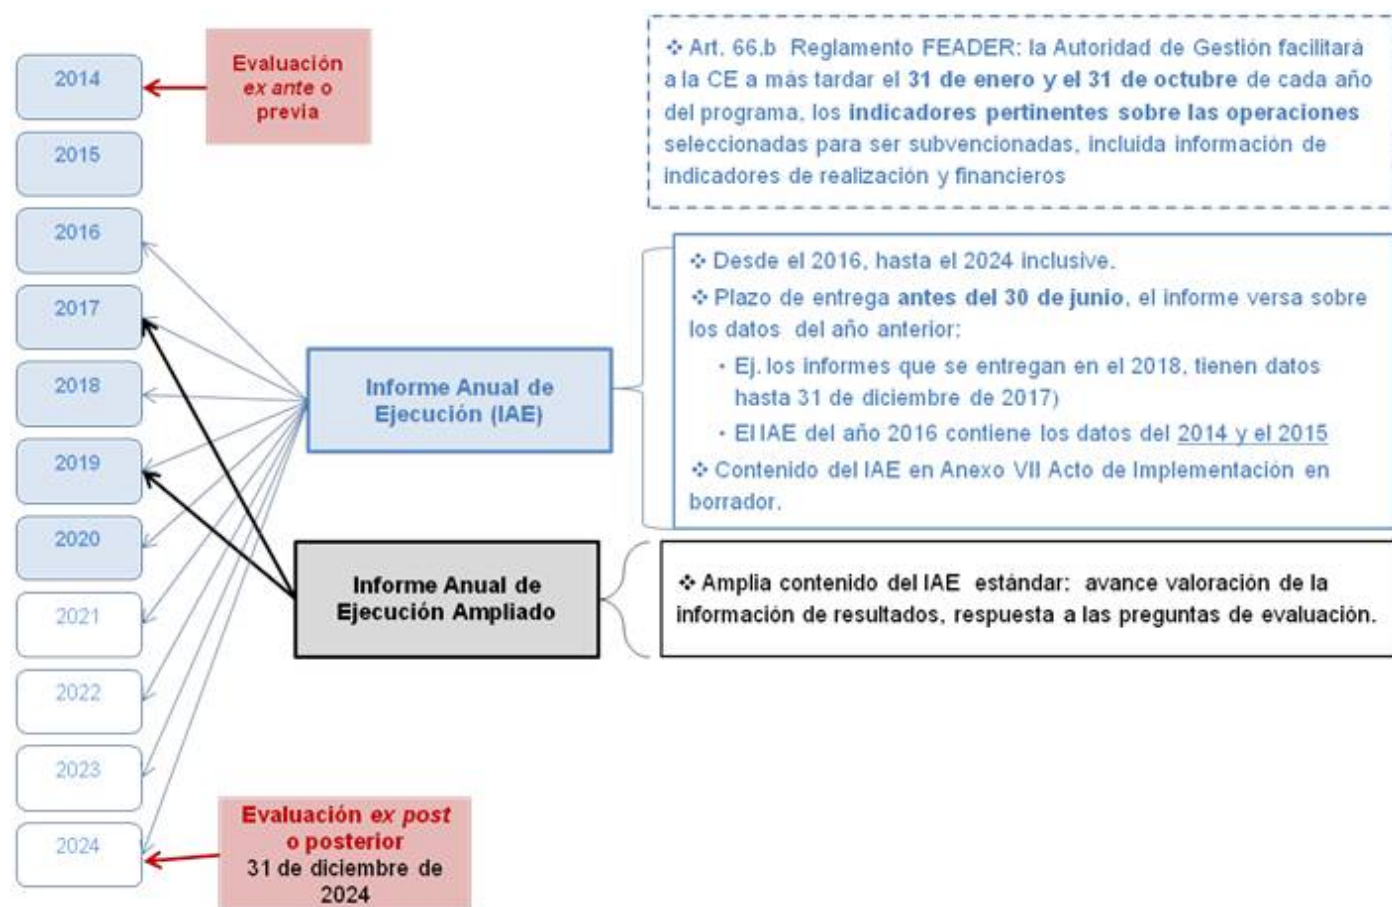 2014
2015
2016
2017
2018
2019
2020
2021
2022
2023
2024
Evaluación
ex ante o
previa
❖ Art. 66.b Reglamento FEADER: la Autoridad de Gestión facilitará
a la CE a más tardar el 31 de enero y el 31 de octubre de cada año
del programa, los indicadores pertinentes sobre las operaciones
seleccionadas para ser subvencionadas, incluida información de
indicadores de realización y financieros
Informe Anual de
Ejecución (IAE)
❖ Desde el 2016, hasta el 2024 inclusive.
❖ Plazo de entrega antes del 30 de junio, el informe versa sobre
los datos del año anterior:
• Ej. los informes que se entregan en el 2018, tienen datos
hasta 31 de diciembre de 2017)
• El IAE del año 2016 contiene los datos del 2014 y el 2015
❖ Contenido del IAE en Anexo VII Acto de Implementación en
borrador.
Informe Anual de
Ejecución Ampliado
❖ Amplia contenido del IAE estándar: avance valoración de la
información de resultados, respuesta a las preguntas de evaluación.
Evaluación ex post
o posterior
31 de diciembre de
2024